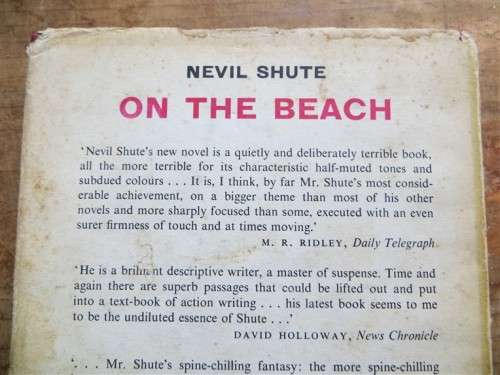 NEVIL SHUTE
ON THE BEACH
'Nevil Shute's new novel is a quietly and deliberately terrible book,
all the more terrible for its characteristic half-muted tones and
subdued colours . . . It is, I think, by far Mr. Shute's most consid-
erable achievement, on a bigger theme than most of his other
novels and more sharply focused than some, executed with an even
surer firmness of touch and at times moving.'
M. R. RIDLEY, Daily Telegraph
'He is a brilliant descriptive writer, a master of suspense. Time and
again there are superb passages that could be lifted out and put
into a text-book of action writing . . . his latest book seems to me
to be the undiluted essence of Shute . . .'
DAVID HOLLOWAY, News Chronicle
'. . . Mr. Shute's spine-chilling fantasy: the more spine-chilling